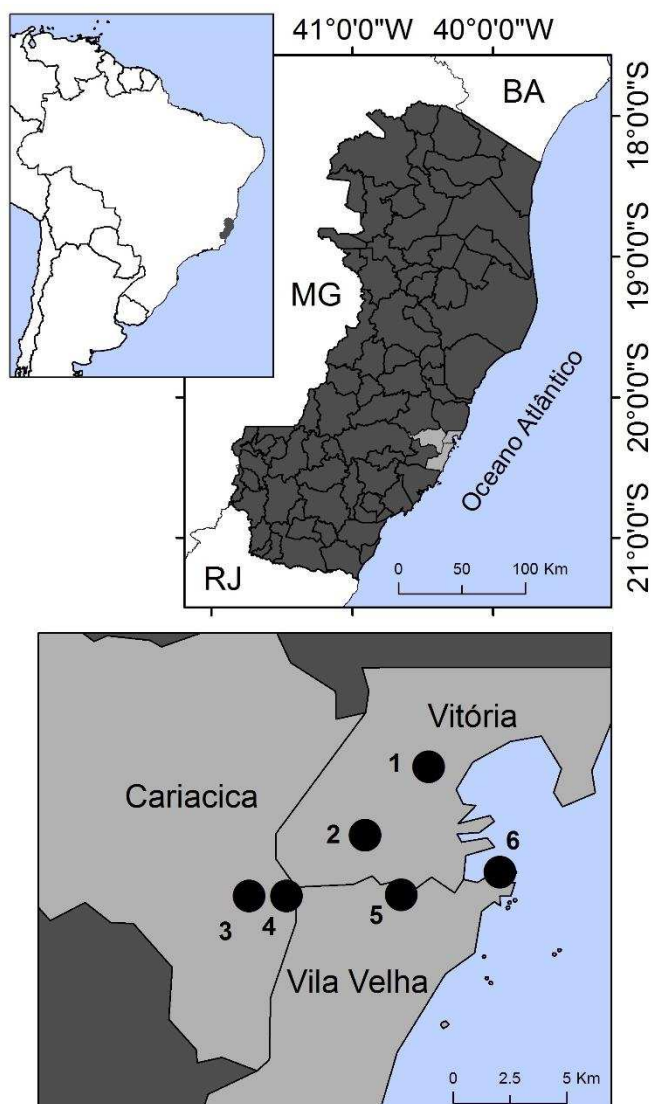 41°0'0"W 40°0'0"W
BA
18°0'0"S
19°0'0"S
MG
20°0'0"S
Oceano Atlântico
21°0'0"S
RJ
0 50 100 Km
Vitória
1
Cariacica
2
6
3
4
5
Vila Velha
0 2.5 5 Km